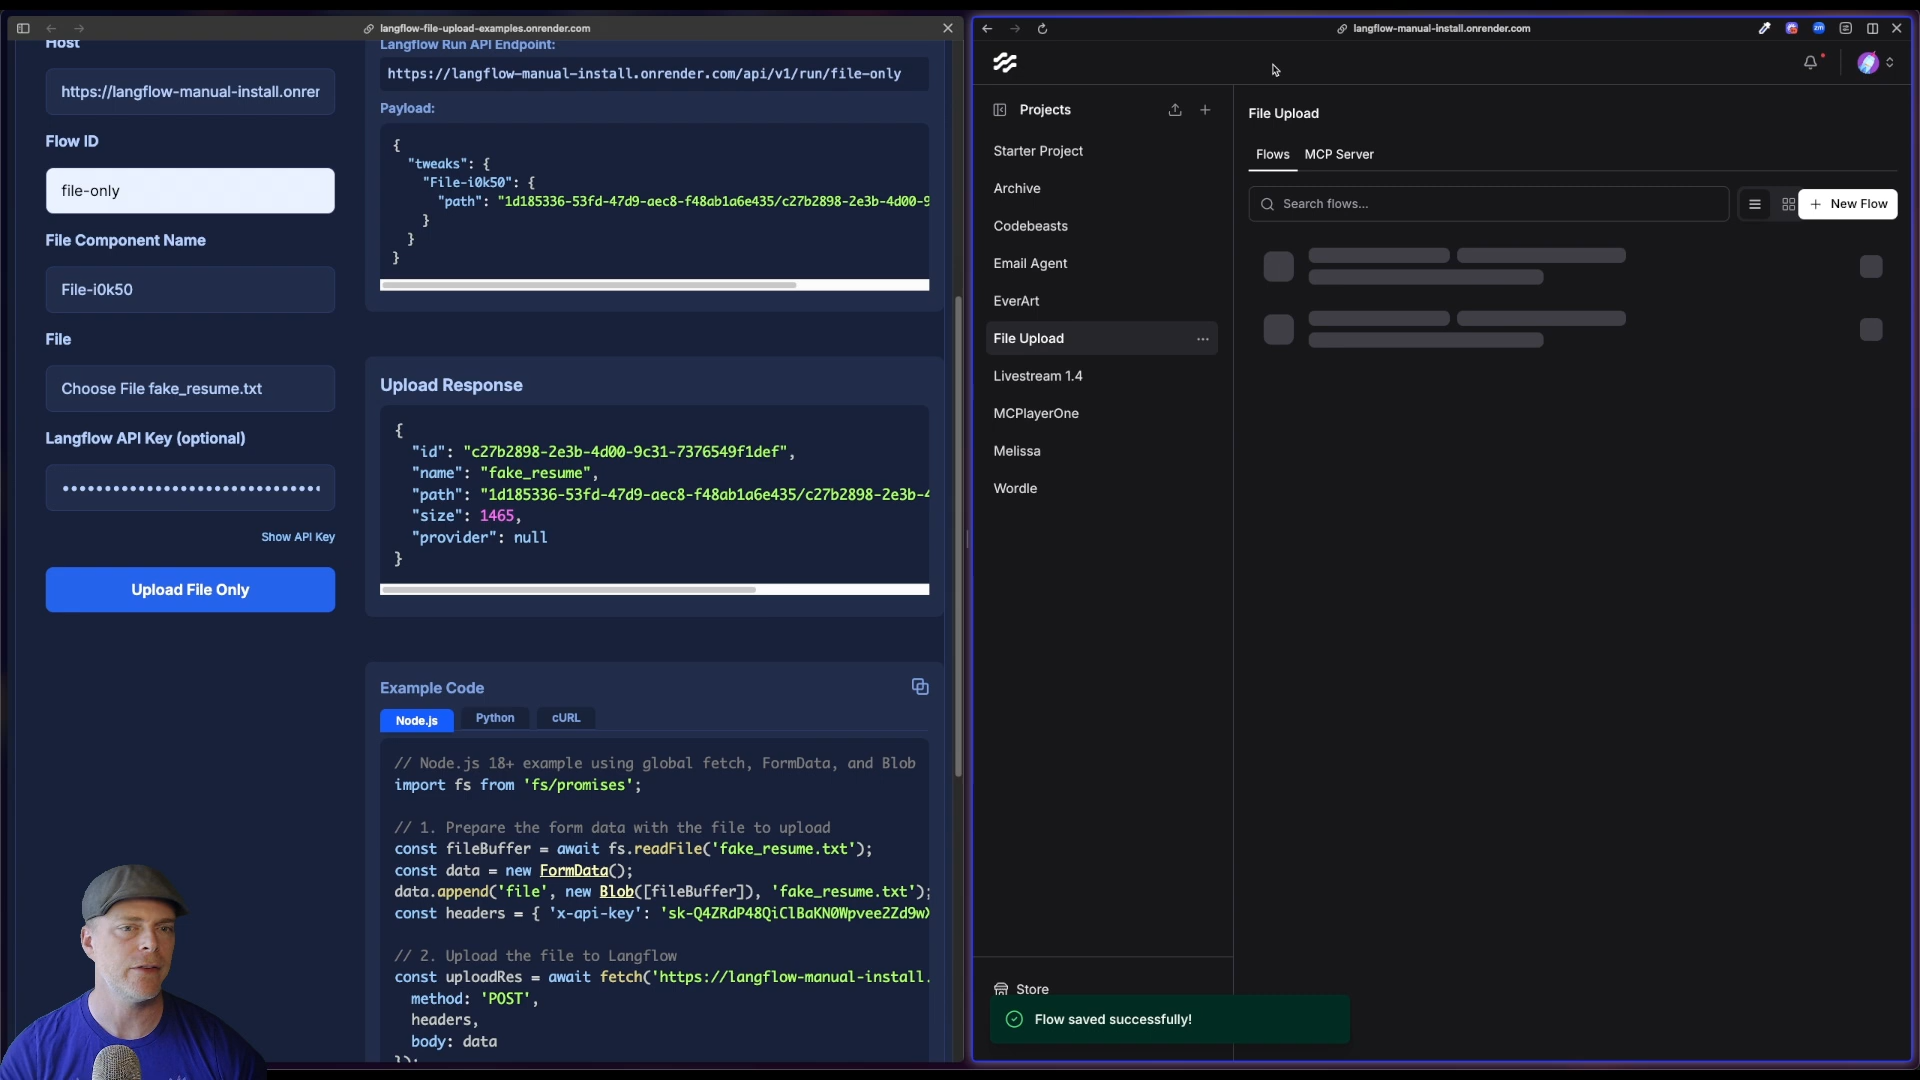 langflow-file-upload-examples.onrender.com
Host
https://langflow-manual-install.onrer
Flow ID
file-only
File Component Name
File-i0k50
File
Choose File fake_resume.txt
Langflow API Key (optional)
Show API Key
Upload File Only
Langflow Run API Endpoint:
https://langflow-manual-install.onrender.com/api/v1/run/file-only
Payload:
{
"tweaks": {
"File-i0k50": {
"path": "1d185336-53fd-47d9-aec8-f48ab1a6e435/c27b2898-2e3b-4d00-9
}
}
}
Upload Response
{
"id": "c27b2898-2e3b-4d00-9c31-7376549f1def",
"name": "fake_resume",
"path": "1d185336-53fd-47d9-aec8-f48ab1a6e435/c27b2898-2e3b-4
"size": 1465,
"provider": null
}
Example Code
Node.js Python cURL
// Node.js 18+ example using global fetch, FormData, and Blob
import fs from 'fs/promises';
// 1. Prepare the form data with the file to upload
const fileBuffer = await fs.readFile('fake_resume.txt');
const data = new FormData();
data.append('file', new Blob([fileBuffer]), 'fake_resume.txt');
const headers = { 'x-api-key': 'sk-Q4ZRdP48QiClBaKN0Wpvee2Zd9wX
// 2. Upload the file to Langflow
const uploadRes = await fetch('https://langflow-manual-install.
method: 'POST',
headers,
body: data
});
langflow-manual-install.onrender.com
Projects
Starter Project
Archive
Codebeasts
Email Agent
EverArt
File Upload
Livestream 1.4
MCPlayerOne
Melissa
Wordle
Store
Flow saved successfully!
File Upload
Flows MCP Server
Search flows...
New Flow